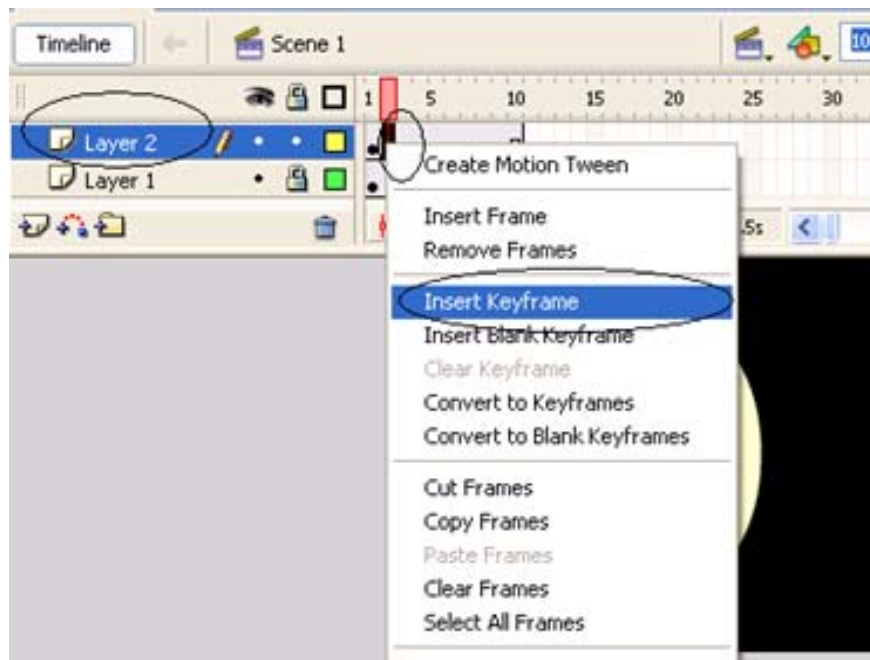 Timeline Scene 1 10
1 5 10 15 20 25 30
Layer 2
Layer 1
.5s
Create Motion Tween
Insert Frame
Remove Frames
Insert Keyframe
Insert Blank Keyframe
Clear Keyframe
Convert to Keyframes
Convert to Blank Keyframes
Cut Frames
Copy Frames
Paste Frames
Clear Frames
Select All Frames